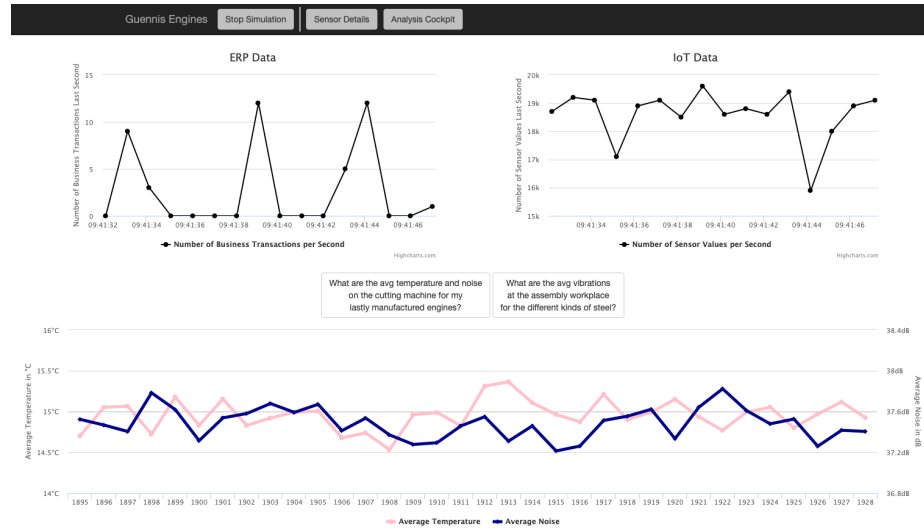 Guennis Engines Stop Simulation Sensor Details Analysis Cockpit
ERP Data
Number of Business Transactions Last Second
15
10
5
0
09:41:32 09:41:34 09:41:36 09:41:38 09:41:40 09:41:42 09:41:44 09:41:46
Number of Business Transactions per Second
Highcharts.com
IoT Data
Number of Sensor Values Last Second
20k
19k
18k
17k
16k
15k
09:41:34 09:41:36 09:41:38 09:41:40 09:41:42 09:41:44 09:41:46
Number of Sensor Values per Second
Highcharts.com
What are the avg temperature and noise
on the cutting machine for my
lastly manufactured engines?
What are the avg vibrations
at the assembly workplace
for the different kinds of steel?
Average Temperature in °C
16°C
15.5°C
15°C
14.5°C
14°C
38.4dB
38dB
37.6dB
37.2dB
36.8dB
Average Noise in dB
1895 1896 1897 1898 1899 1900 1901 1902 1903 1904 1905 1906 1907 1908 1909 1910 1911 1912 1913 1914 1915 1916 1917 1918 1919 1920 1921 1922 1923 1924 1925 1926 1927 1928
Average Temperature Average Noise